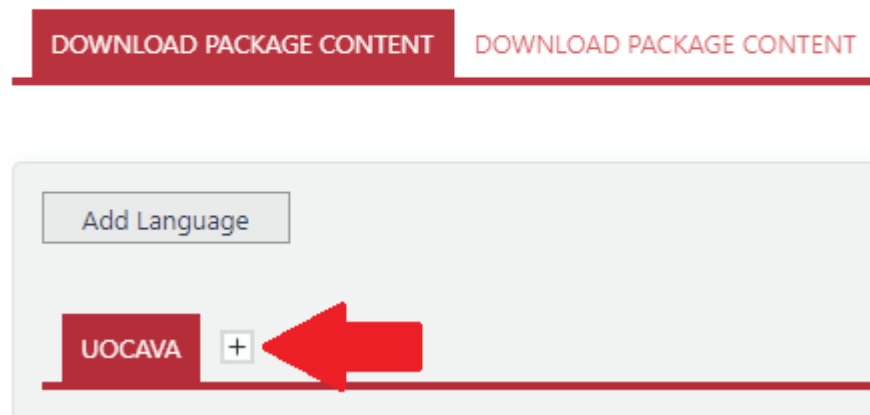 DOWNLOAD PACKAGE CONTENT DOWNLOAD PACKAGE CONTENT
Add Language
UOCAVA +